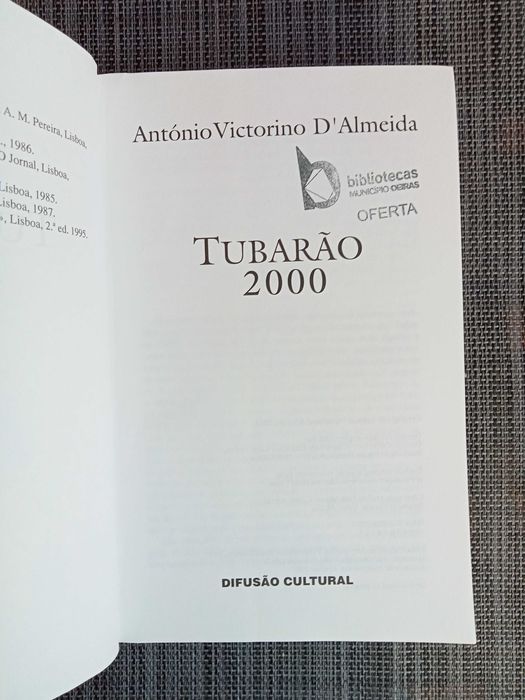 A. M. Pereira, Lisboa,
., 1986.
O Jornal, Lisboa,
Lisboa, 1985.
Lisboa, 1987.
», Lisboa, 2.ª ed. 1995.
António Victorino D'Almeida
bibliotecas
MUNICÍPIO OEIRAS
OFERTA
TUBARÃO
2000
DIFUSÃO CULTURAL